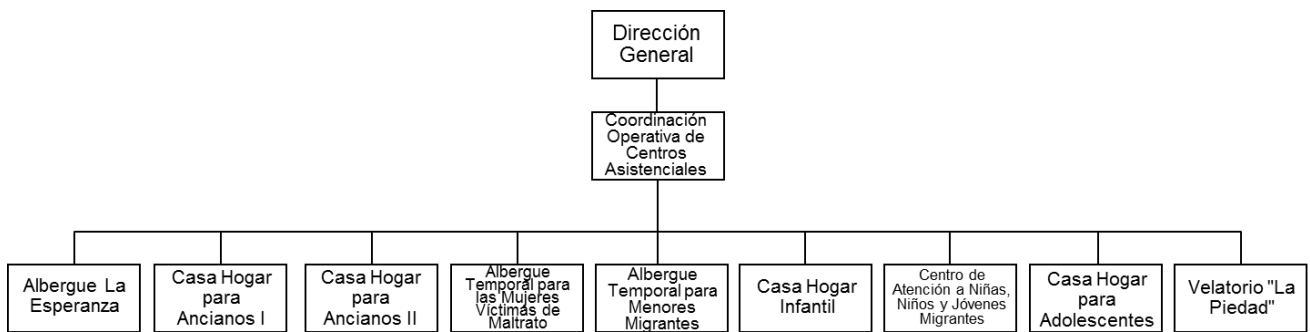 Dirección
General
Coordinación
Operativa de
Centros
Asistenciales
Albergue La
Esperanza
Casa Hogar
para
Ancianos I
Casa Hogar
para
Ancianos II
Albergue
Temporal para
las Mujeres
Víctimas de
Maltrato
Albergue
Temporal para
Menores
Migrantes
Casa Hogar
Infantil
Centro de
Atención a Niñas,
Niños y Jóvenes
Migrantes
Casa Hogar
para
Adolescentes
Velatorio "La
Piedad"